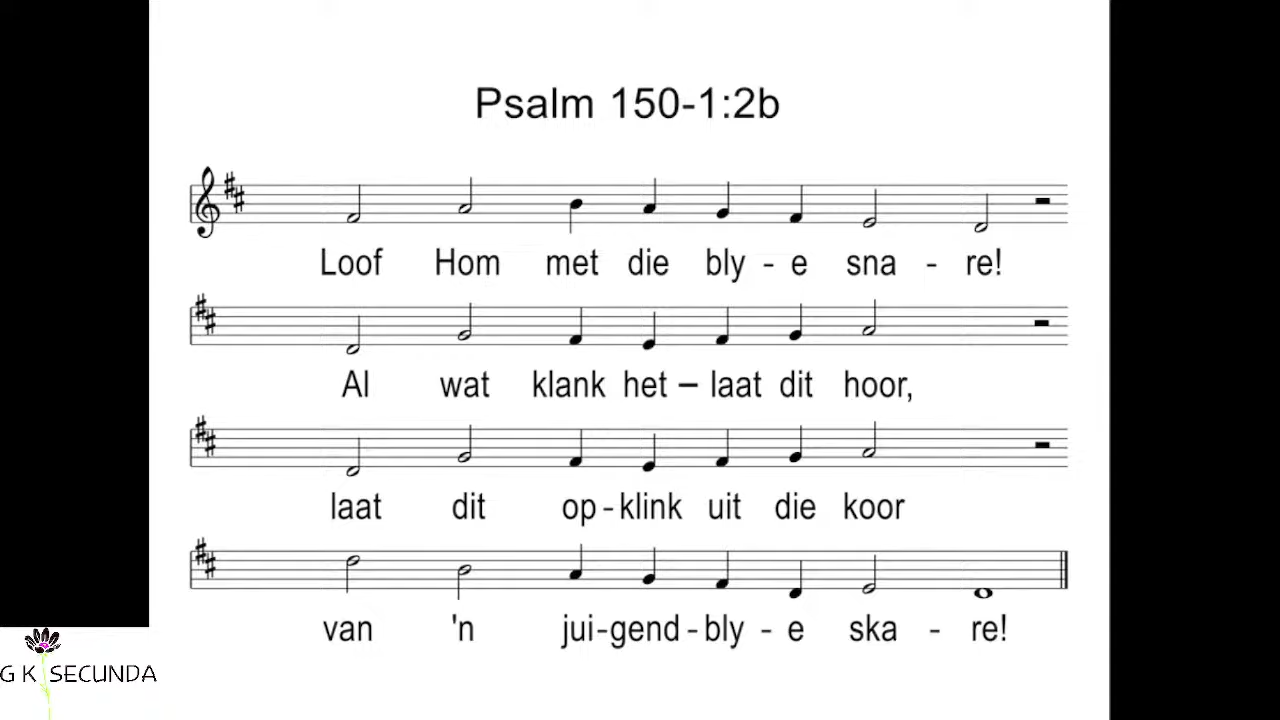 Psalm 150-1:2b
Loof Hom met die bly - e sna - re!
Al wat klank het – laat dit hoor,
laat dit op - klink uit die koor
van 'n jui - gend - bly - e ska - re!
G K SECUNDA